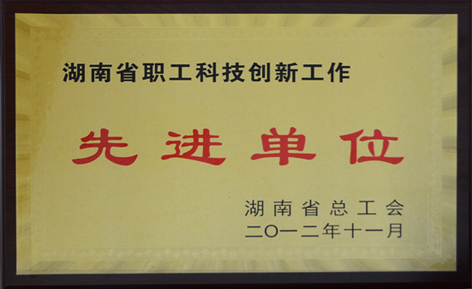 湖南省职工科技创新工作
先进单位
湖南省总工会
二〇一二年十一月